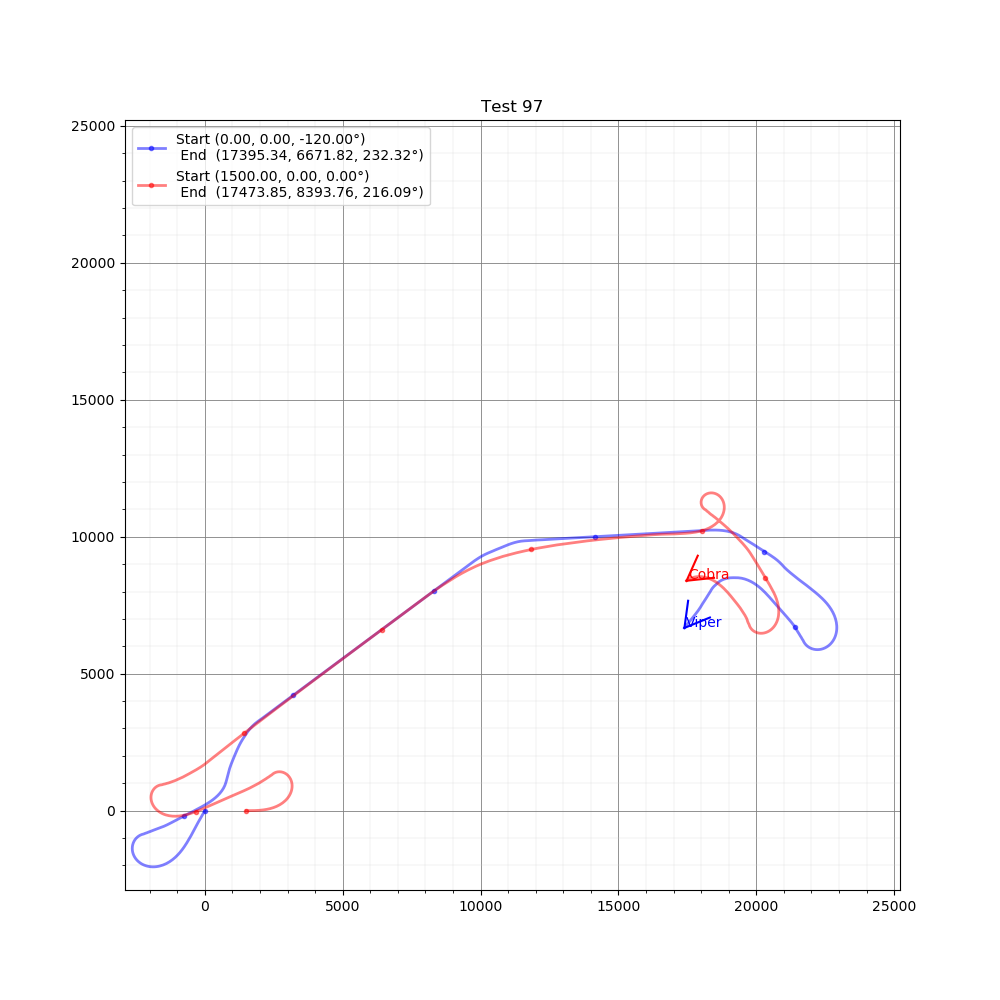 Test 97
Start (0.00, 0.00, -120.00°)
End (17395.34, 6671.82, 232.32°)
Start (1500.00, 0.00, 0.00°)
End (17473.85, 8393.76, 216.09°)
25000
20000
15000
10000
5000
0
Cobra
Viper
0
5000
10000
15000
20000
25000